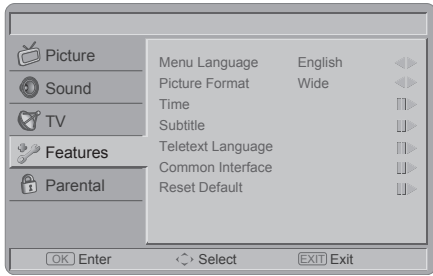 Picture
Sound
TV
Features
Parental
Menu Language English
Picture Format Wide
Time
Subtitle
Teletext Language
Common Interface
Reset Default
OK Enter Select EXIT Exit